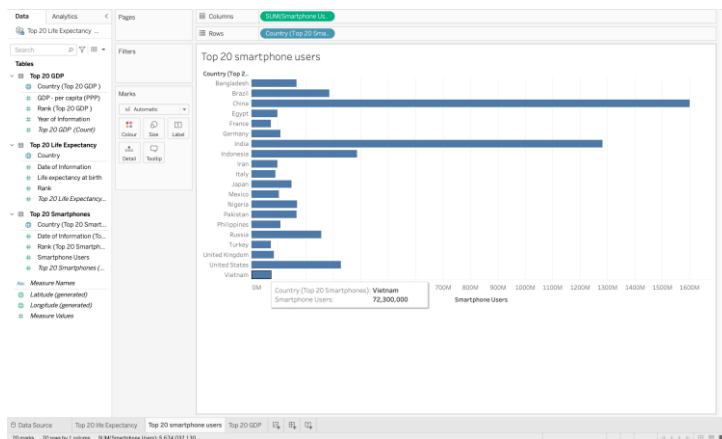 Data Analytics
Top 20 Life Expectancy ...
Search
Tables
Top 20 GDP
Country (Top 20 GDP )
GDP - per capita (PPP)
Rank (Top 20 GDP )
Year of Information
Top 20 GDP (Count)
Top 20 Life Expectancy
Country
Date of Information
Life expectancy at birth
Rank
Top 20 Life Expectancy...
Top 20 Smartphones
Country (Top 20 Smart...
Date of Information (To...
Rank (Top 20 Smartph...
Smartphone Users
Top 20 Smartphones (...
Abc Measure Names
Latitude (generated)
Longitude (generated)
Measure Values
Pages
Filters
Marks
Automatic
Colour Size Label
Detail Tooltip
Columns SUM(Smartphone Us..
Rows Country (Top 20 Sma..
Top 20 smartphone users
Country (Top 2..
Bangladesh
Brazil
China
Egypt
France
Germany
India
Indonesia
Iran
Italy
Japan
Mexico
Nigeria
Pakistan
Philippines
Russia
Turkey
United Kingdom
United States
Vietnam
0M 700M 800M 900M 1000M 1100M 1200M 1300M 1400M 1500M 1600M
Smartphone Users
Country (Top 20 Smartphones): Vietnam
Smartphone Users: 72,300,000
Data Source Top 20 life Expectancy Top 20 smartphone users Top 20 GDP
20 marks 20 rows by 1 column